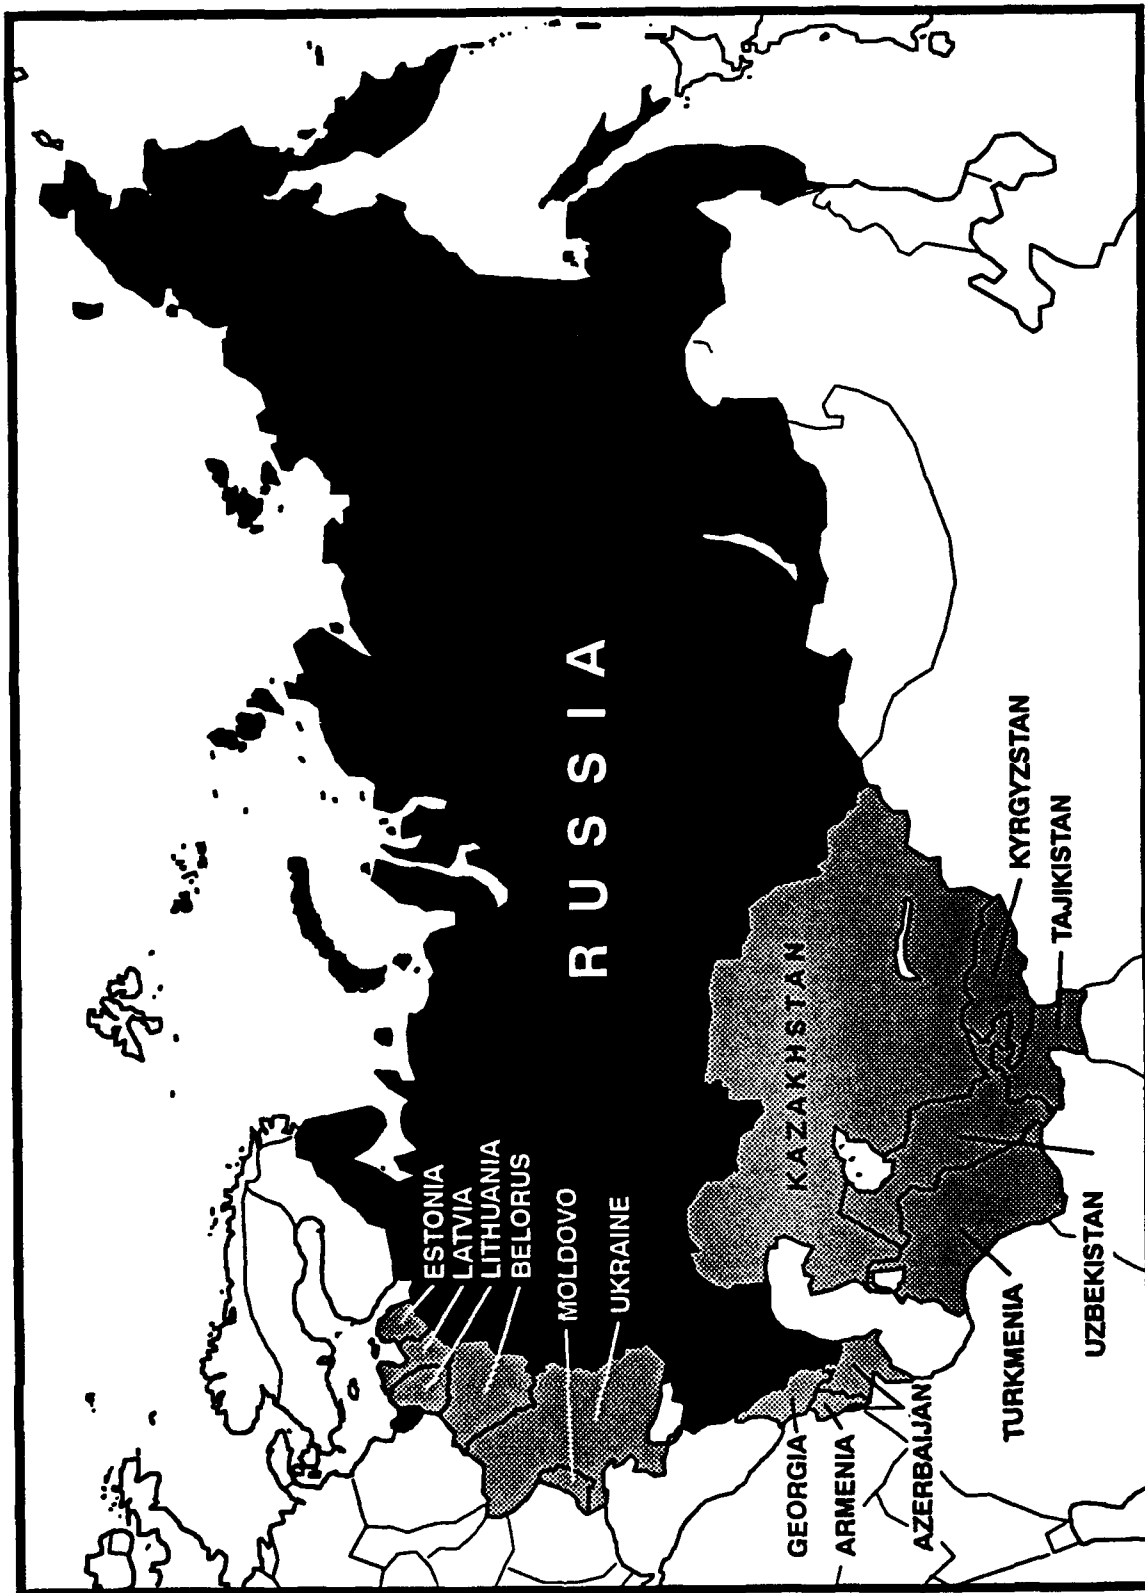 RUSSIA
ESTONIA
LATVIA
LITHUANIA
BELORUS
MOLDOVO
UKRAINE
KAZAKHSTAN
GEORGIA
ARMENIA
AZERBAIJAN
TURKMENIA
UZBEKISTAN
KYRGYZSTAN
TAJIKISTAN